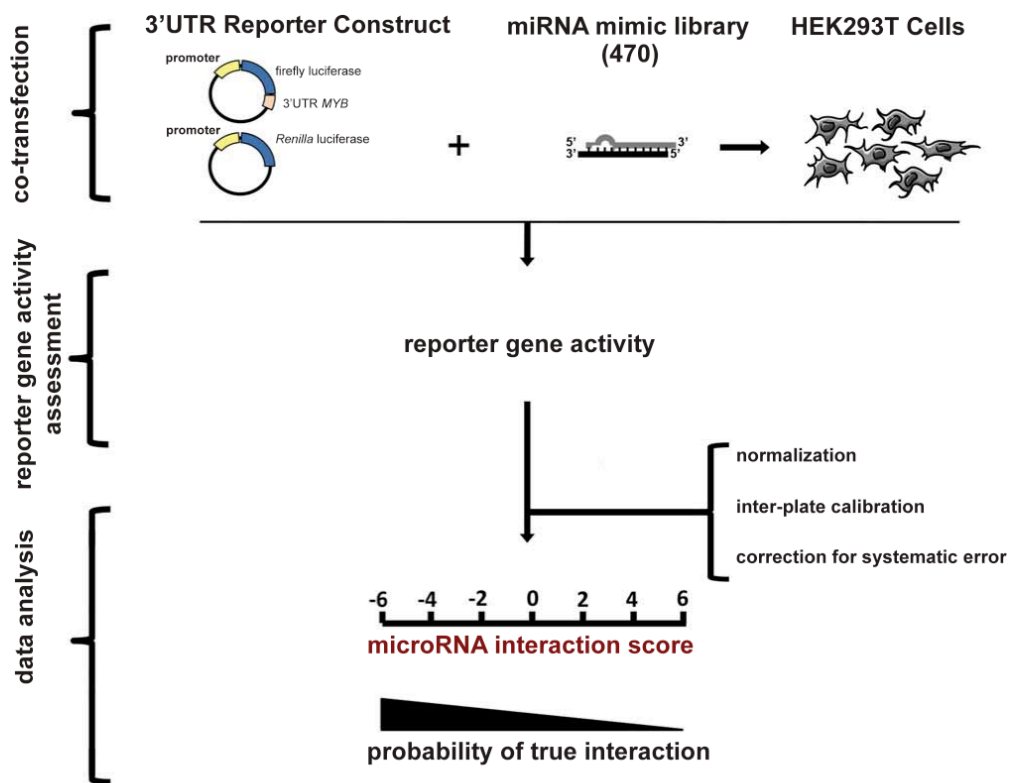 co-transfection
3'UTR Reporter Construct
promoter
firefly luciferase
3'UTR MYB
promoter
Renilla luciferase
+
miRNA mimic library
(470)
5' 3'
3' 5'
HEK293T Cells
reporter gene activity
assessment
reporter gene activity
normalization
inter-plate calibration
correction for systematic error
data analysis
-6 -4 -2 0 2 4 6
microRNA interaction score
probability of true interaction